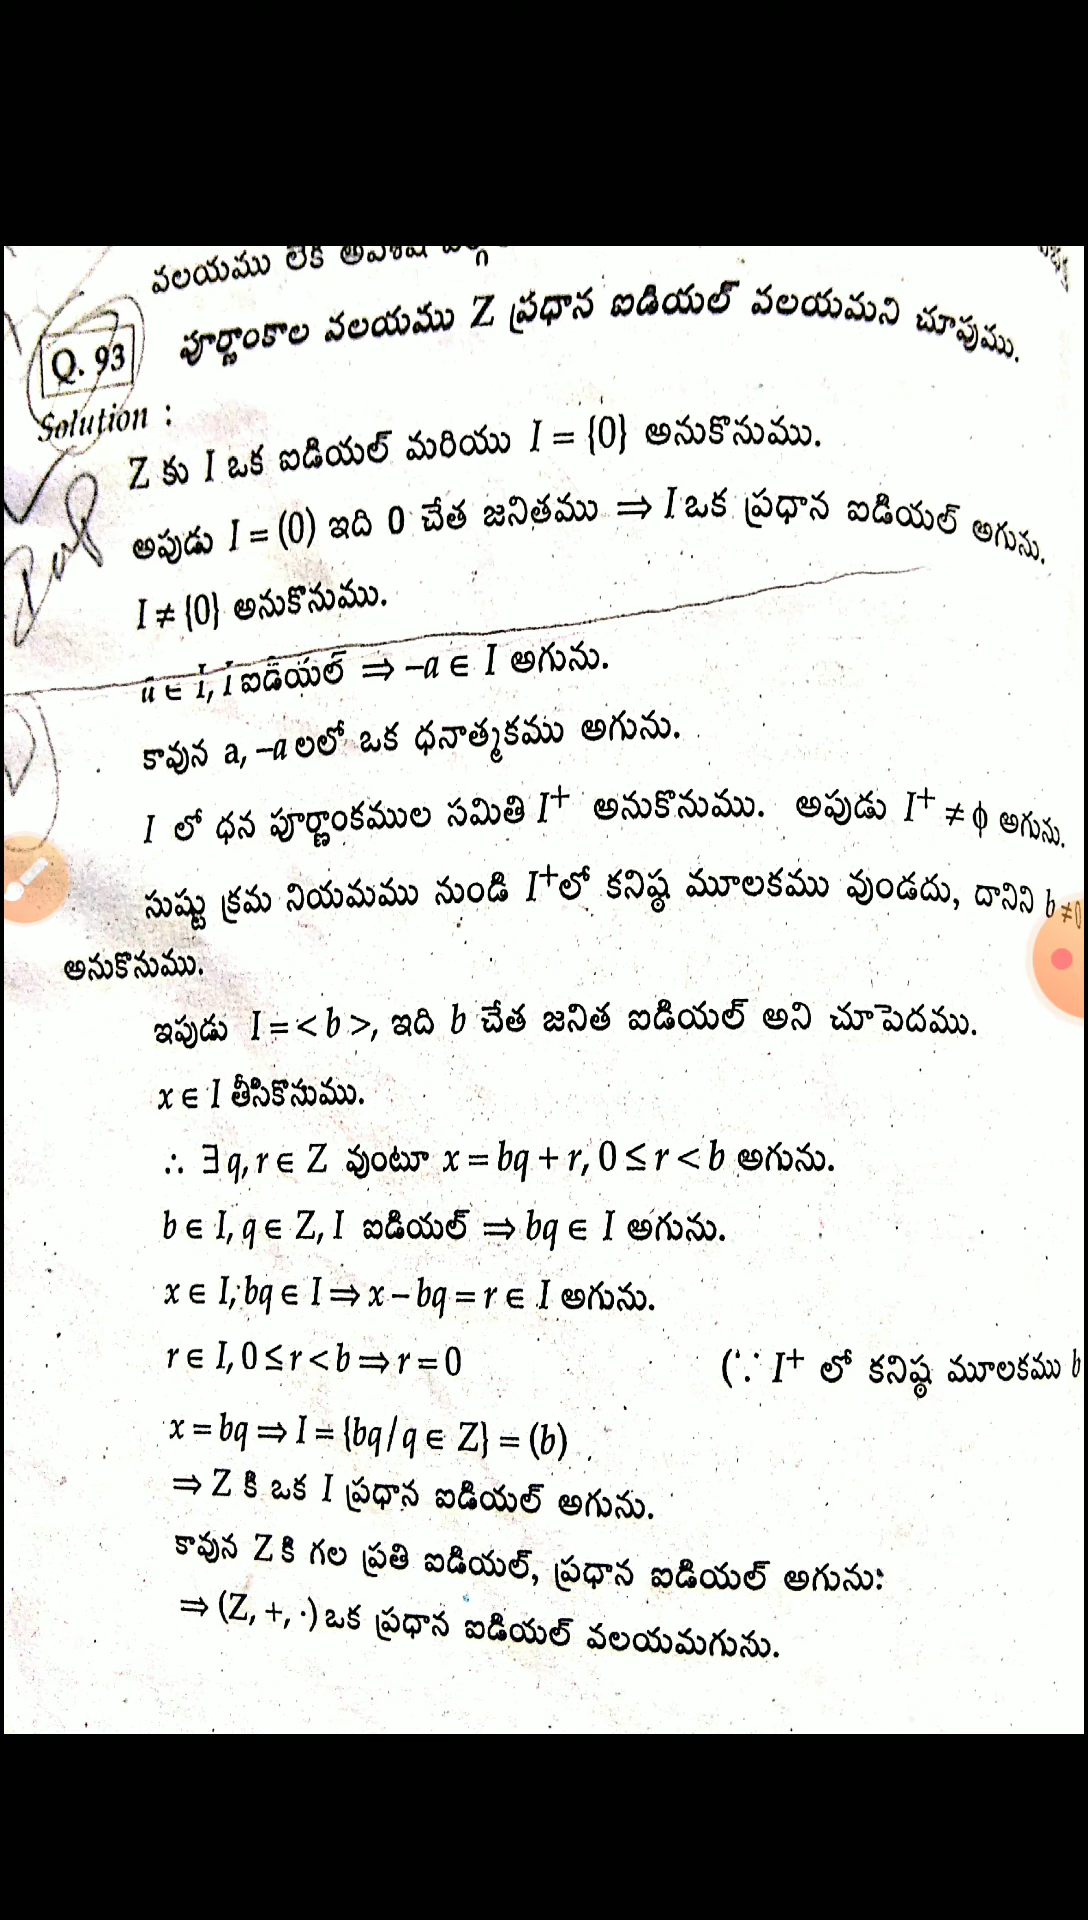 వలయము లేక
Q. 93 పూర్ణాంకాల వలయము Z ప్రధాన ఐడియల్ వలయమని చూపుము.
Solution :
Z కు I ఒక ఐడియల్ మరియు I = {0} అనుకొనుము.
అపుడు I = (0) ఇది 0 చేత జనితము ⇒ I ఒక ప్రధాన ఐడియల్ అగును.
I ≠ {0} అనుకొనుము.
a ∈ I, I ఐడియల్ ⇒ –a ∈ I అగును.
కావున a, –a లలో ఒక ధనాత్మకము అగును.
I లో ధన పూర్ణాంకముల సమితి I⁺ అనుకొనుము. అపుడు I⁺ ≠ ϕ అగును.
సుష్టు క్రమ నియమము నుండి I⁺లో కనిష్ఠ మూలకము వుండదు, దానిని b ≠ 0
అనుకొనుము.
ఇపుడు I = < b >, ఇది b చేత జనిత ఐడియల్ అని చూపెదము.
x ∈ I తీసికొనుము.
∴ ∃ q, r ∈ Z వుంటూ x = bq + r, 0 ≤ r < b అగును.
b ∈ I, q ∈ Z, I ఐడియల్ ⇒ bq ∈ I అగును.
x ∈ I, bq ∈ I ⇒ x – bq = r ∈ I అగును.
r ∈ I, 0 ≤ r < b ⇒ r = 0 (∵ I⁺ లో కనిష్ఠ మూలకము b
x = bq ⇒ I = {bq / q ∈ Z} = (b)
⇒ Z కి ఒక I ప్రధాన ఐడియల్ అగును.
కావున Z కి గల ప్రతి ఐడియల్, ప్రధాన ఐడియల్ అగును:
⇒ (Z, +, ·) ఒక ప్రధాన ఐడియల్ వలయమగును.